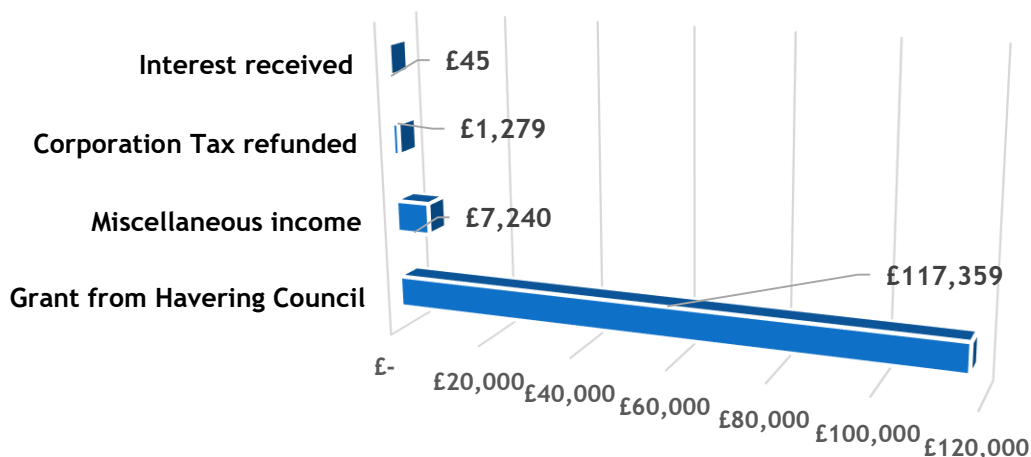 Interest received
£45
Corporation Tax refunded
£1,279
Miscellaneous income
£7,240
Grant from Havering Council
£117,359
£-
£20,000
£40,000
£60,000
£80,000
£100,000
£120,000